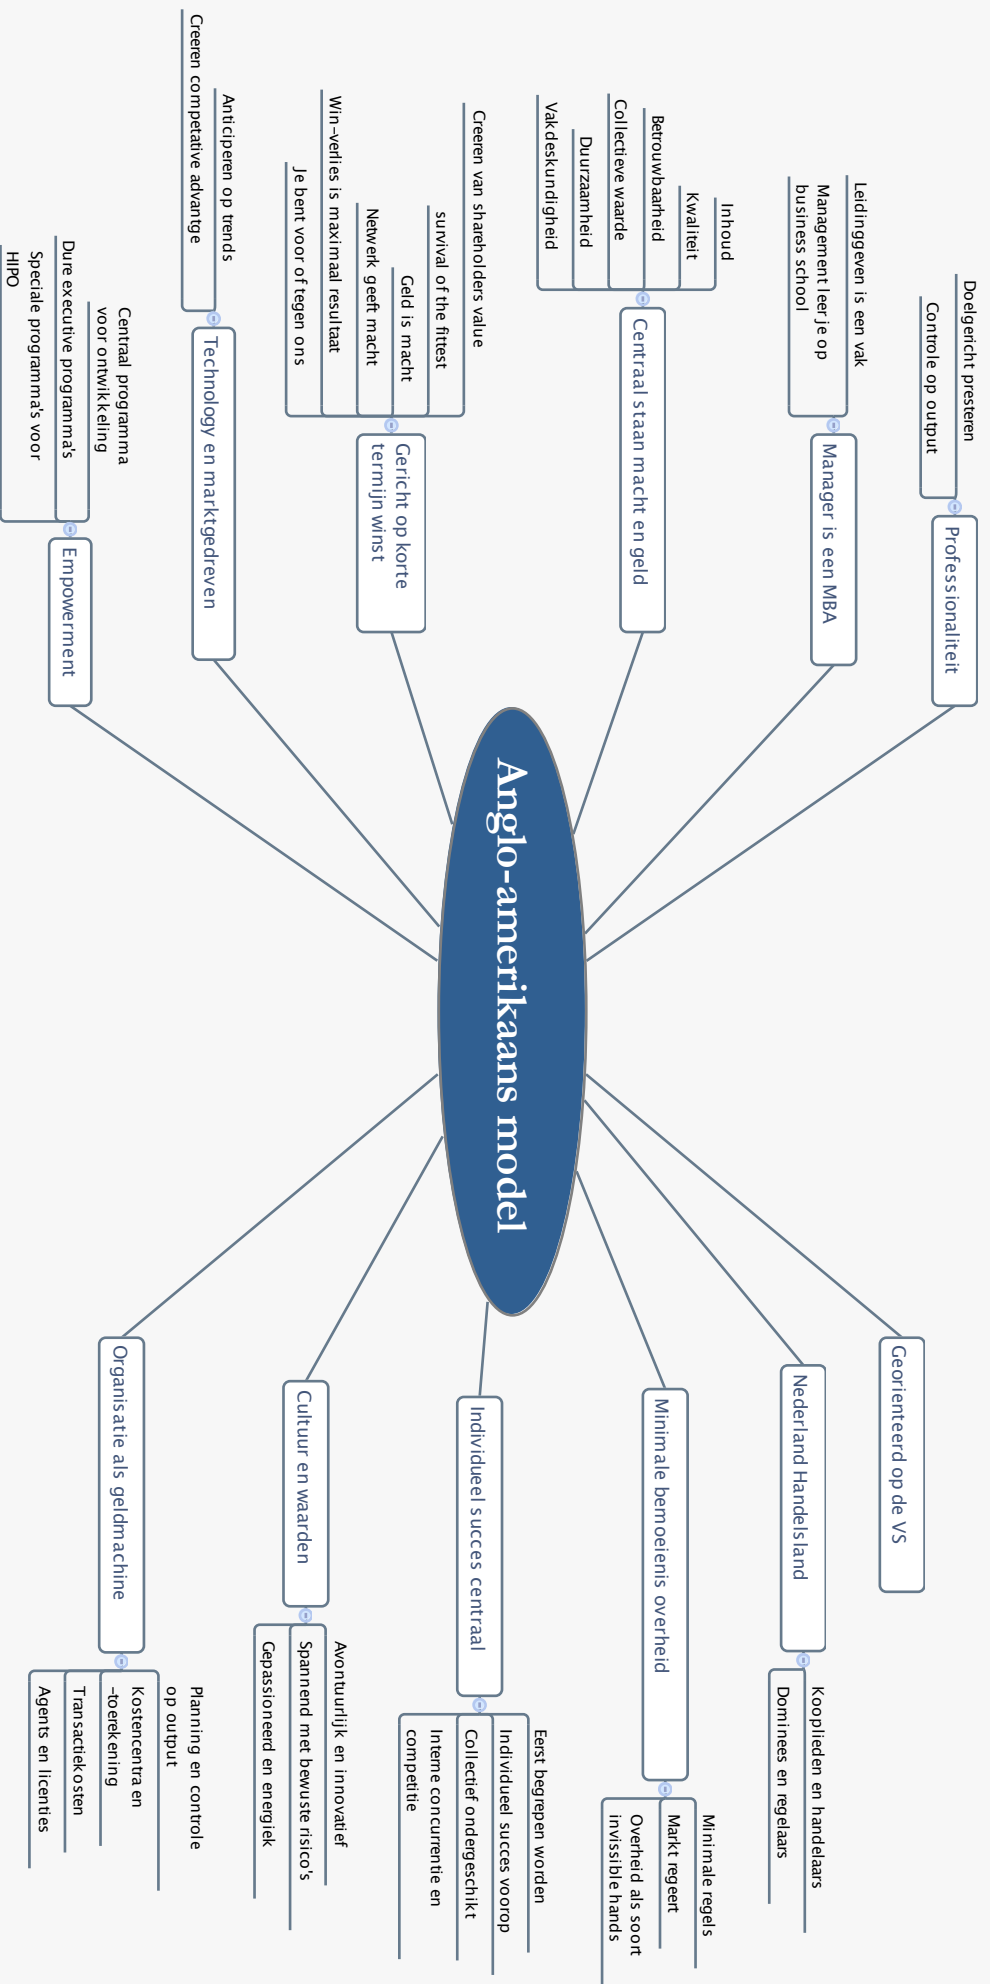 Anglo-amerikaans model
Professionaliteit
Doelgericht presteren
Controle op output
Manager is een MBA
Leidinggeven is een vak
Management leer je op
business school
Centraal staan macht en geld
Inhoud
Kwaliteit
Betrouwbaarheid
Collectieve waarde
Duurzaamheid
Vakdeskundigheid
Gericht op korte
termijn winst
Creeren van shareholders value
survival of the fittest
Geld is macht
Netwerk geeft macht
Win-verlies is maximaal resultaat
Je bent voor of tegen ons
Technology en marktgedreven
Anticiperen op trends
Creeren competative advantge
Empowerment
Centraal programma
voor ontwikkeling
Dure executive programma's
Speciale programma's voor
HIPO
Georienteerd op de VS
Nederland Handelsland
Kooplieden en handelaars
Dominees en regelaars
Minimale bemoeienis overheid
Minimale regels
Markt regeert
Overheid als soort
invissible hands
Individueel succes centraal
Eerst begrepen worden
Individueel succes voorop
Collectief ondergeschikt
Interne concurrentie en
competitie
Cultuur en waarden
Avontuurlijk en innovatief
Spannend met bewuste risico's
Gepassioneerd en energiek
Organisatie als geldmachine
Planning en controle
op output
Kostencentra en
-toerekening
Transactiekosten
Agents en licenties